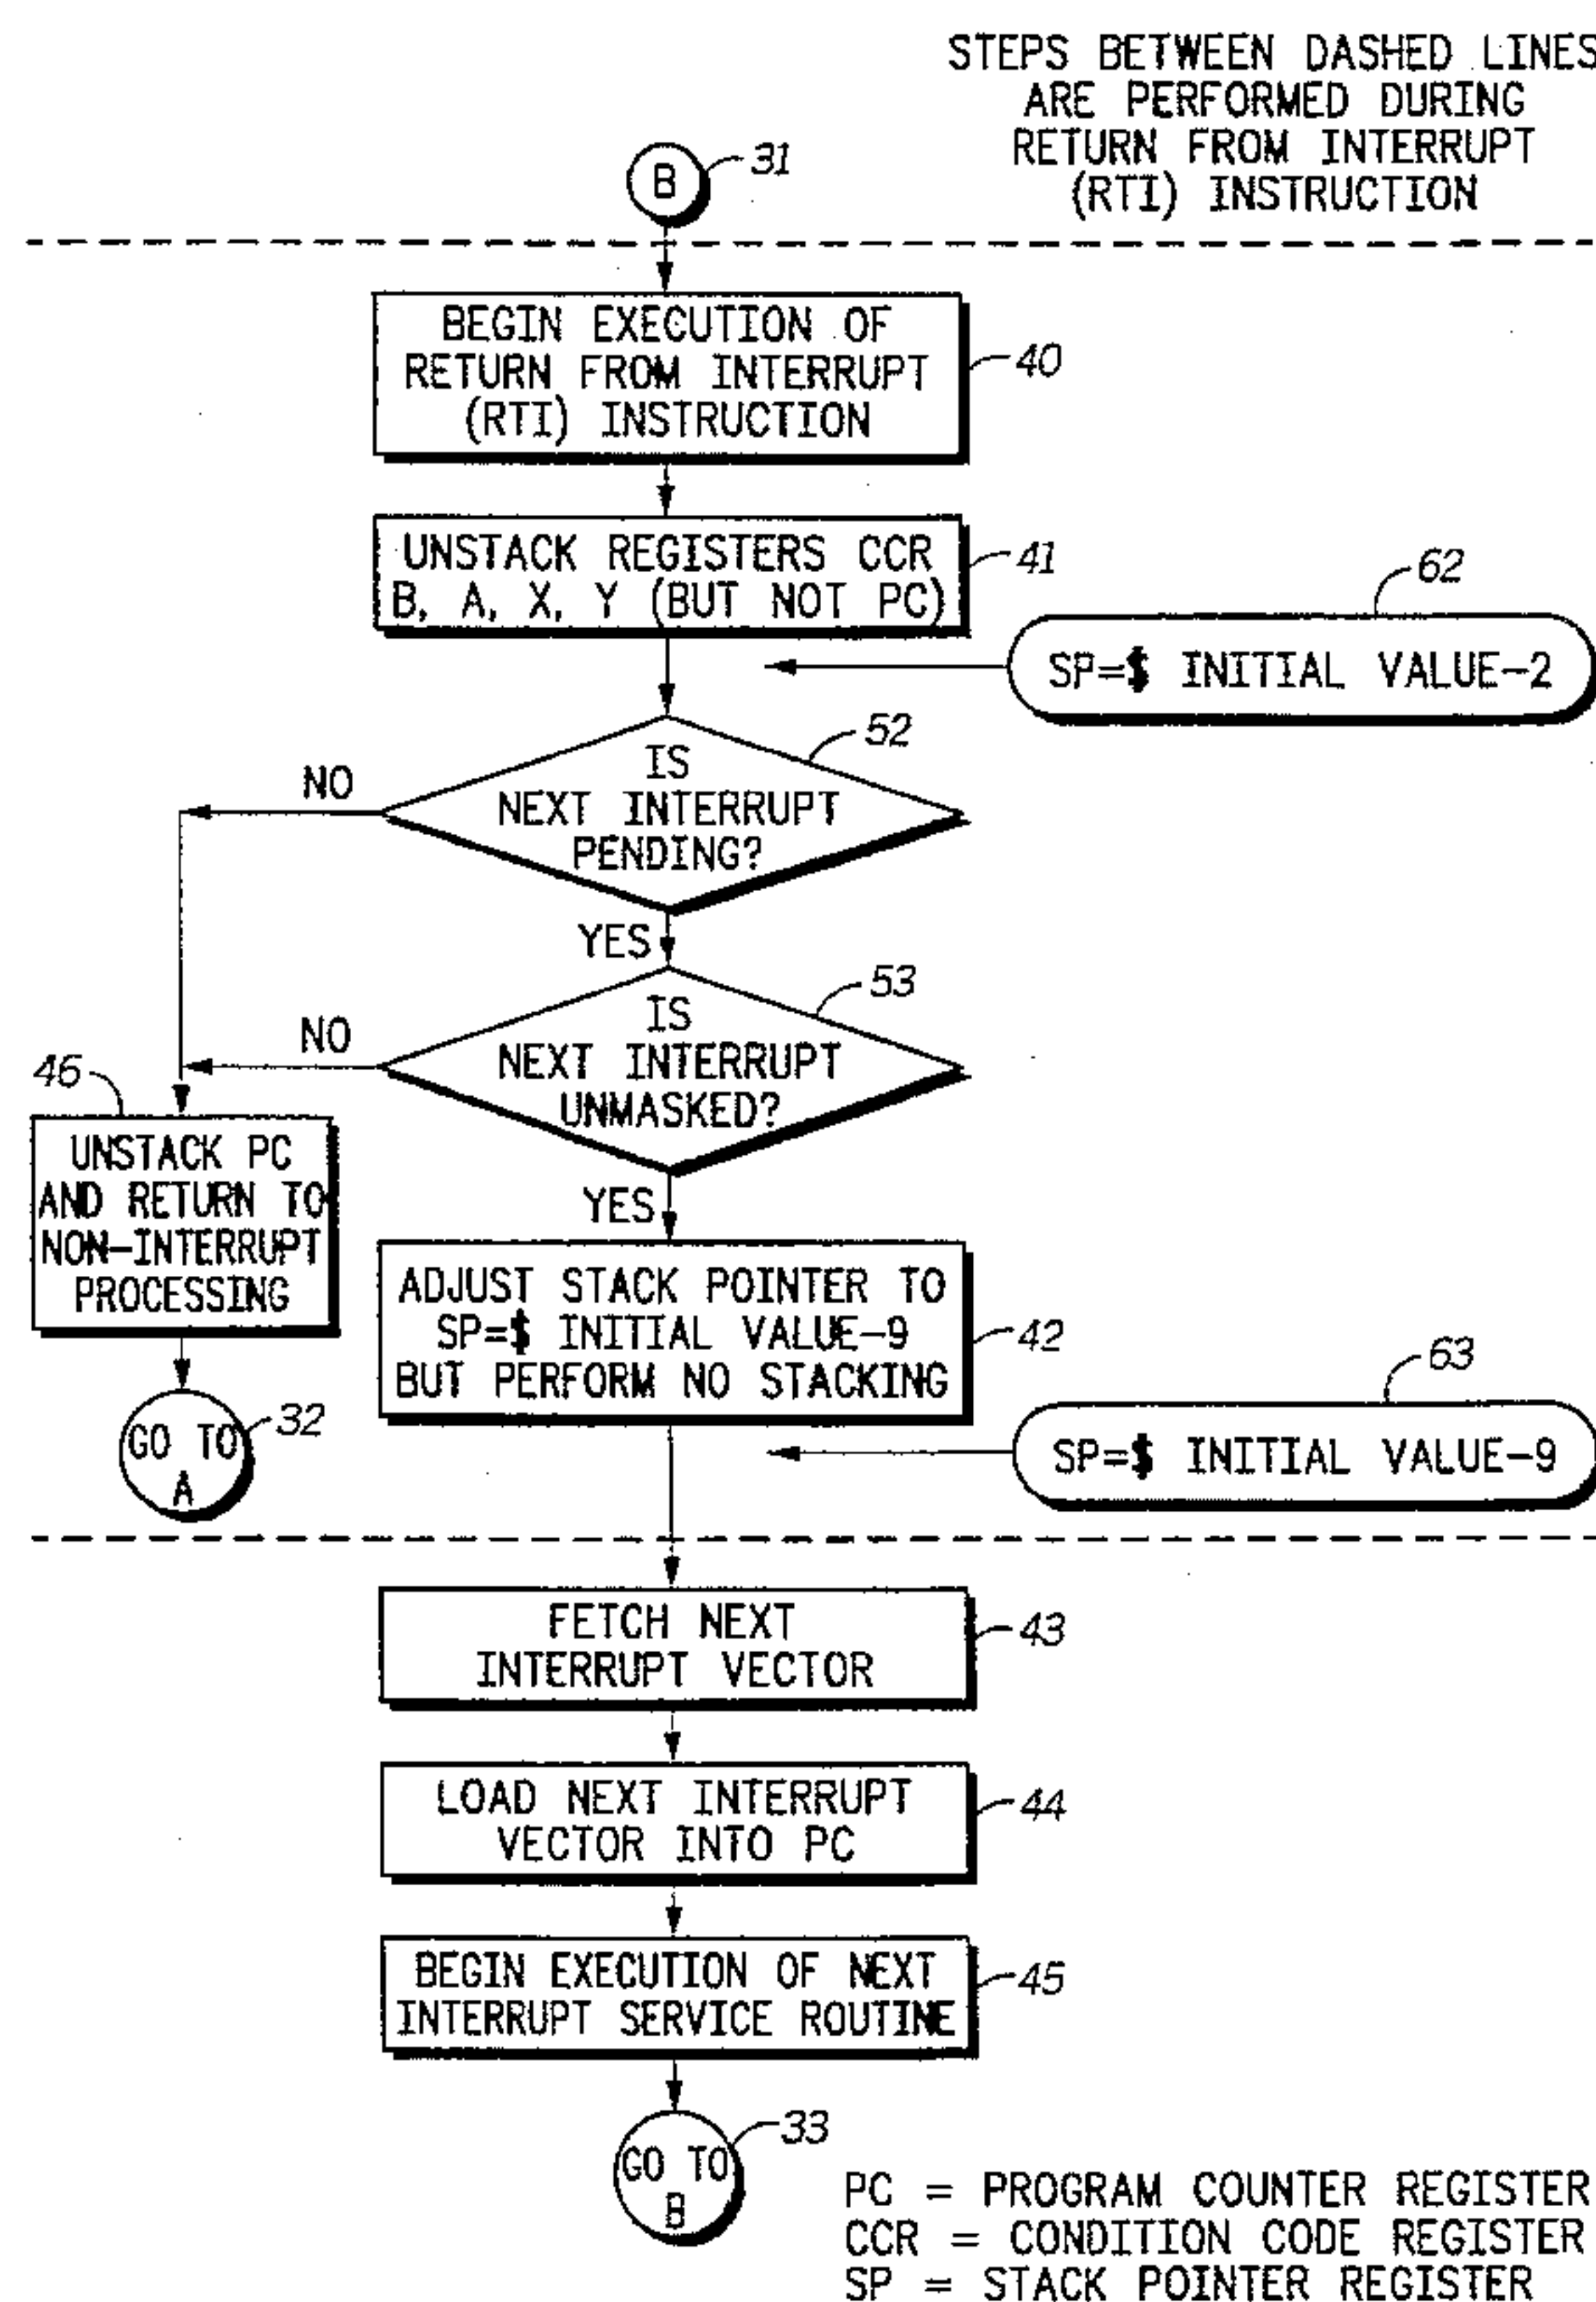 STEPS BETWEEN DASHED LINES
ARE PERFORMED DURING
RETURN FROM INTERRUPT
(RTI) INSTRUCTION
B
31
BEGIN EXECUTION OF
RETURN FROM INTERRUPT
(RTI) INSTRUCTION
40
UNSTACK REGISTERS CCR
B, A, X, Y (BUT NOT PC)
41
62
SP=$ INITIAL VALUE-2
52
IS
NEXT INTERRUPT
PENDING?
NO
YES
53
IS
NEXT INTERRUPT
UNMASKED?
NO
46
UNSTACK PC
AND RETURN TO
NON-INTERRUPT
PROCESSING
YES
ADJUST STACK POINTER TO
SP=$ INITIAL VALUE-9
BUT PERFORM NO STACKING
42
63
GO TO
A
32
SP=$ INITIAL VALUE-9
FETCH NEXT
INTERRUPT VECTOR
43
LOAD NEXT INTERRUPT
VECTOR INTO PC
44
BEGIN EXECUTION OF NEXT
INTERRUPT SERVICE ROUTINE
45
GO TO
B
33
PC = PROGRAM COUNTER REGISTER
CCR = CONDITION CODE REGISTER
SP = STACK POINTER REGISTER